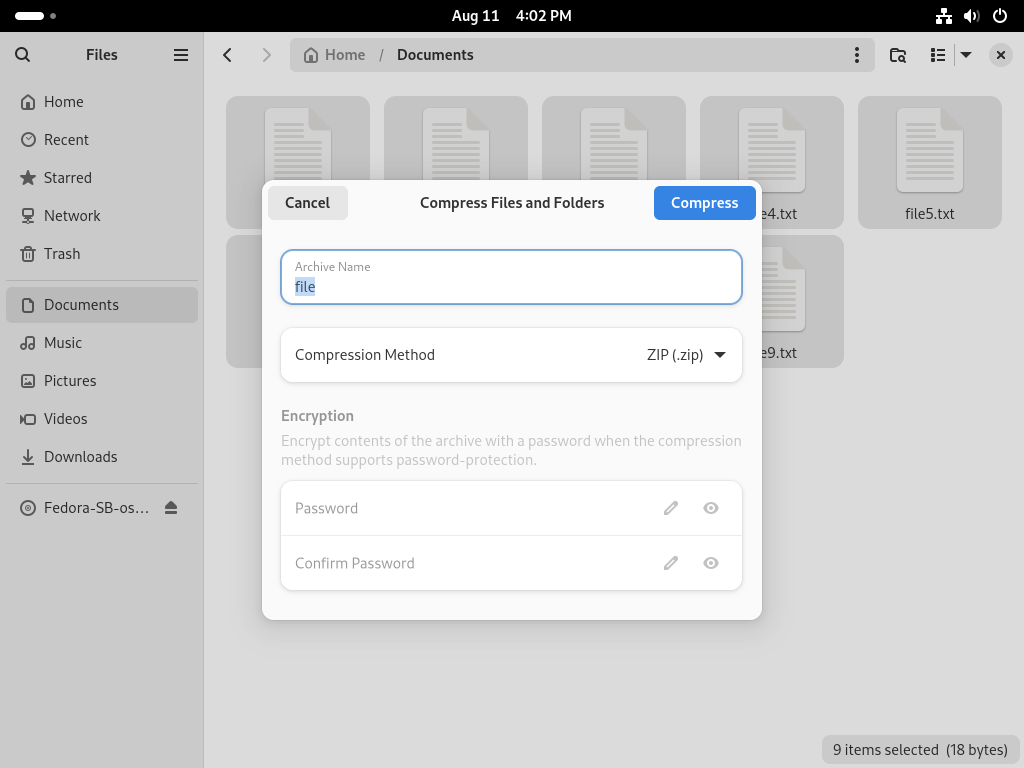 Aug 11 4:02 PM
Files
Home / Documents
Home
Recent
Starred
Network
Trash
Documents
Music
Pictures
Videos
Downloads
Fedora-SB-os…
file5.txt
Cancel
Compress Files and Folders
Compress
Archive Name
file
Compression Method
ZIP (.zip)
Encryption
Encrypt contents of the archive with a password when the compression
method supports password-protection.
Password
Confirm Password
e4.txt
e9.txt
9 items selected (18 bytes)